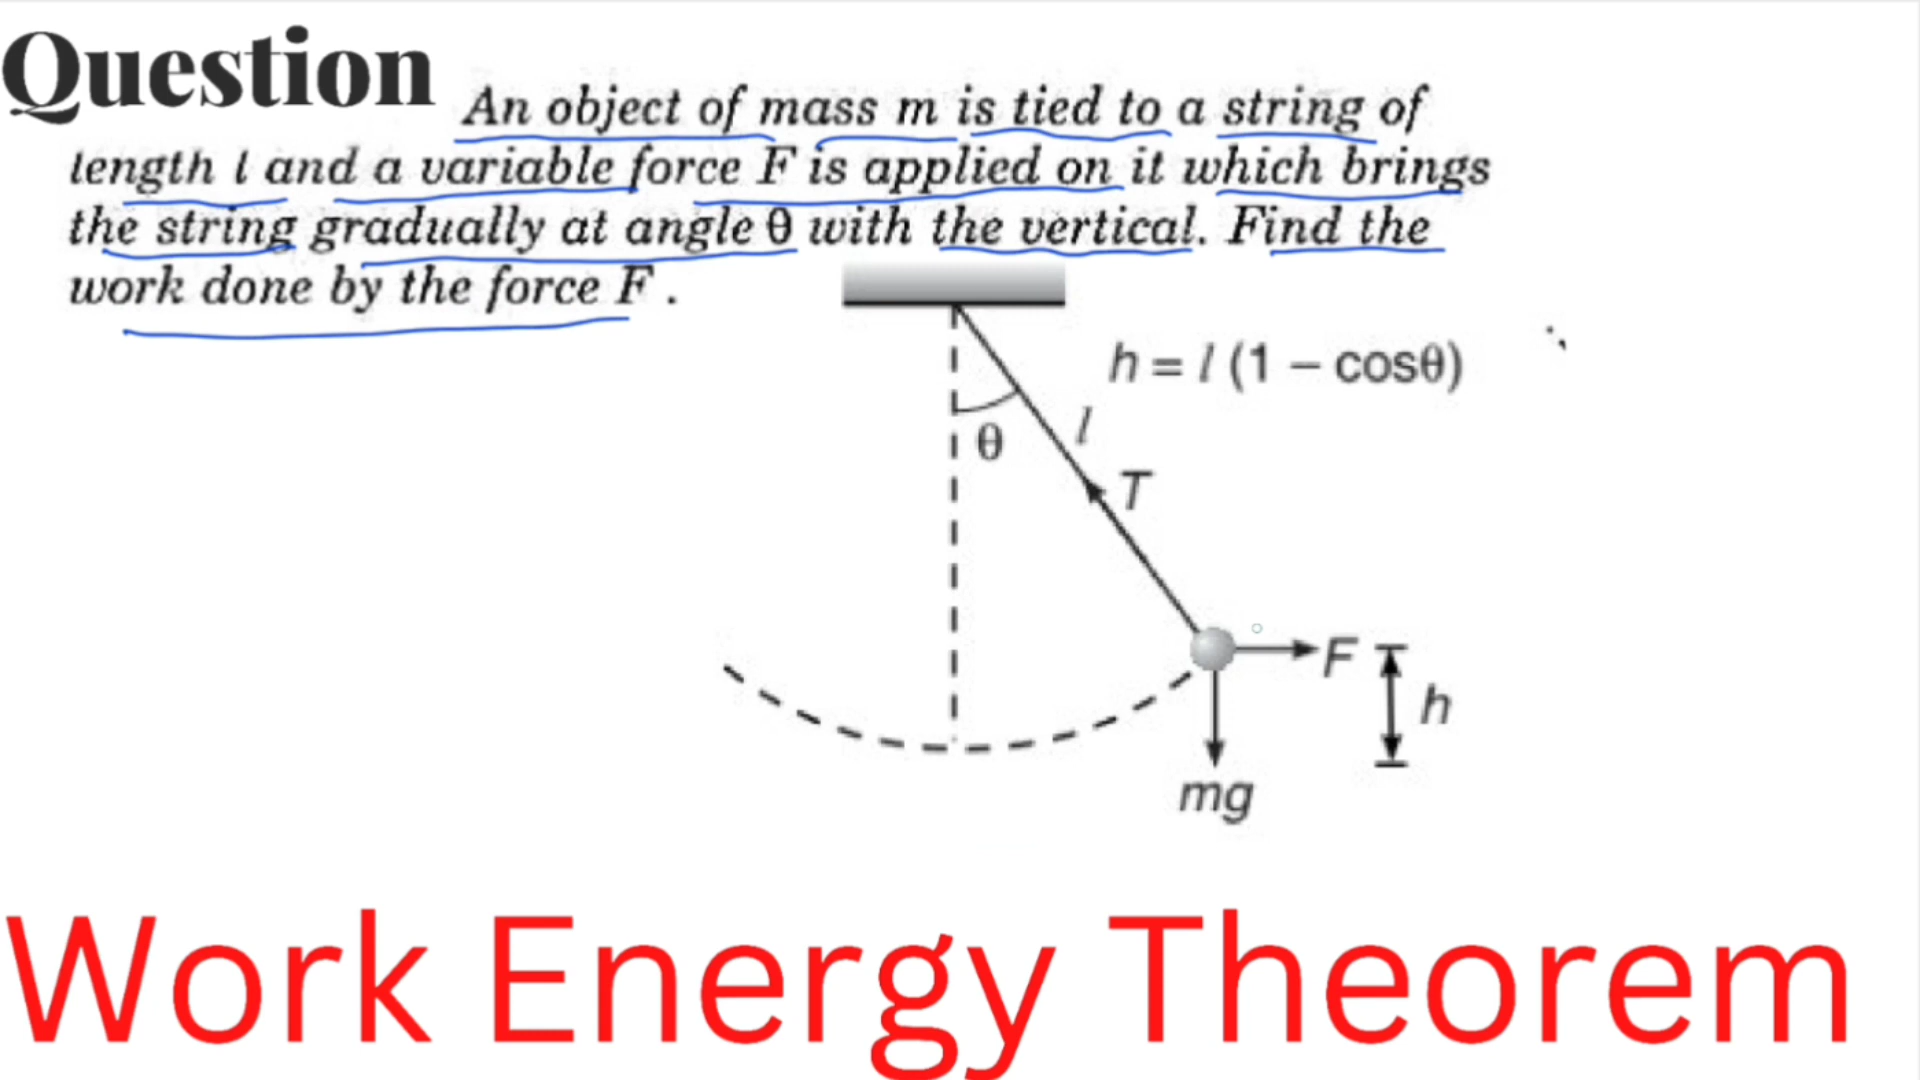 Question
An object of mass m is tied to a string of
length l and a variable force F is applied on it which brings
the string gradually at angle θ with the vertical. Find the
work done by the force F .
h = l (1 – cosθ)
l
θ
T
F
h
mg
Work Energy Theorem